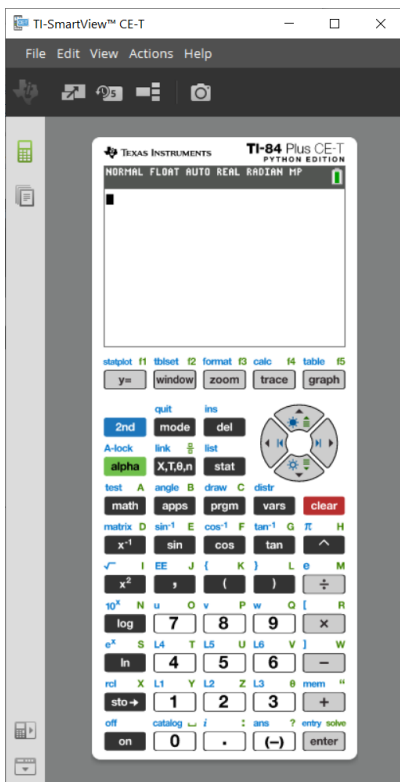 TI-SmartView™ CE-T
File Edit View Actions Help
TEXAS INSTRUMENTS TI-84 Plus CE-T
PYTHON EDITION
NORMAL FLOAT AUTO REAL RADIAN MP
statplot f1 tblset f2 format f3 calc f4 table f5
y= window zoom trace graph
quit ins
2nd mode del
A-lock link list
alpha X,T,θ,n stat
test A angle B draw C distr
math apps prgm vars clear
matrix D sin⁻¹ E cos⁻¹ F tan⁻¹ G π H
x⁻¹ sin cos tan ^
√ I EE J { K } L e M
x² , ( ) ÷
10ˣ N u O v P w Q [ R
log 7 8 9 ×
eˣ S L4 T L5 U L6 V ] W
ln 4 5 6 −
rcl X L1 Y L2 Z L3 θ mem "
sto→ 1 2 3 +
off catalog ⎵ i : ans ? entry solve
on 0 . (−) enter